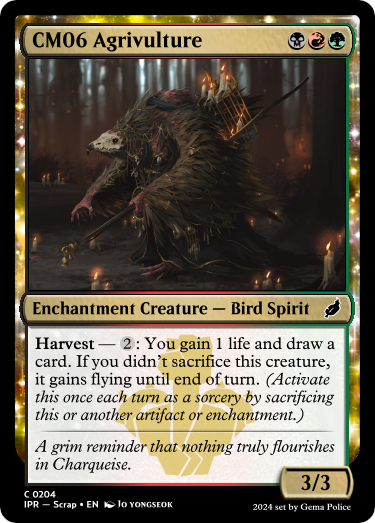 CM06 Agrivulture
Enchantment Creature — Bird Spirit
Harvest — 2: You gain 1 life and draw a
card. If you didn't sacrifice this creature,
it gains flying until end of turn. (Activate
this once each turn as a sorcery by sacrificing
this or another artifact or enchantment.)
A grim reminder that nothing truly flourishes
in Charqueise.
3/3
C 0204
IPR — Scrap • EN Jo Yongseok
2024 set by Gema Police